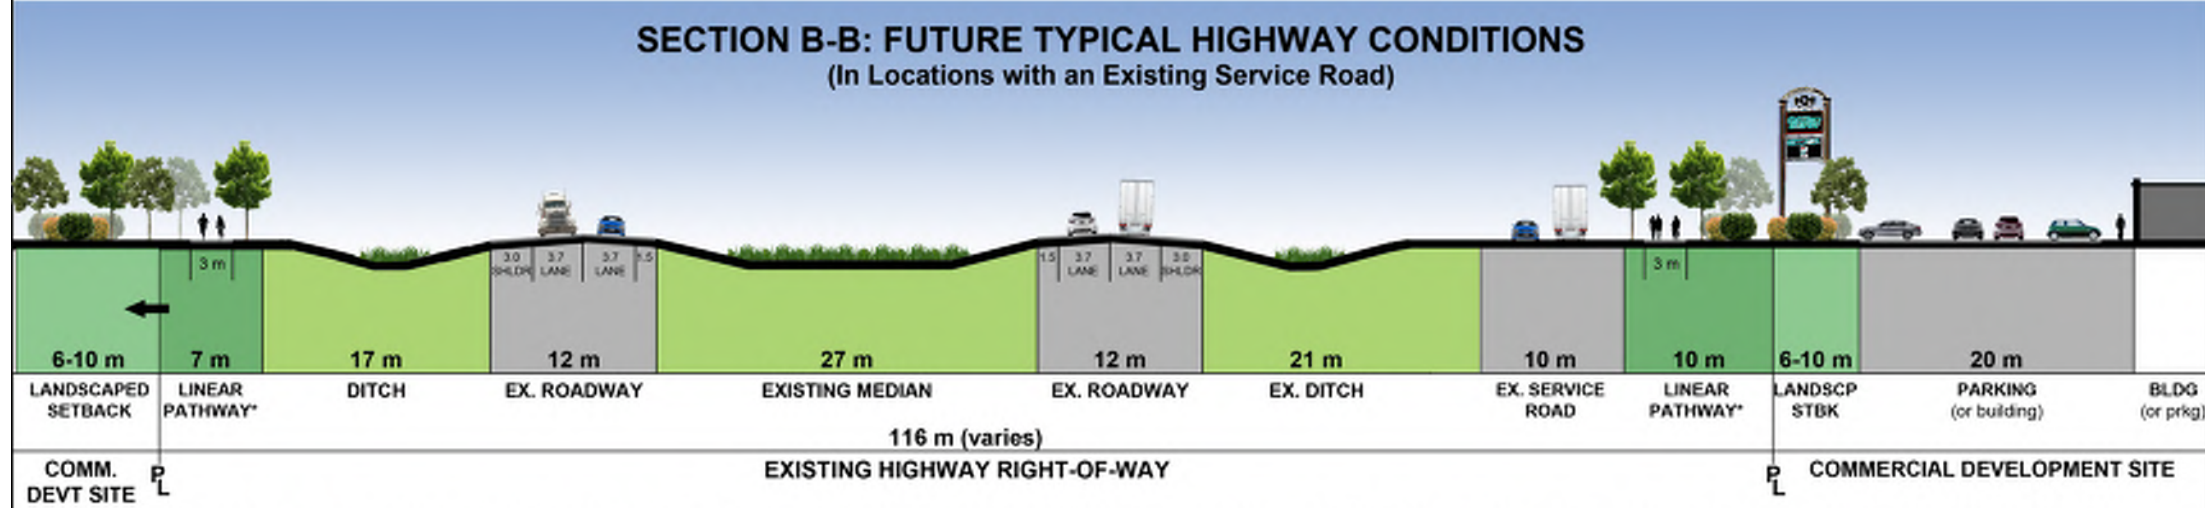 SECTION B-B: FUTURE TYPICAL HIGHWAY CONDITIONS
(In Locations with an Existing Service Road)
3 m
3.0 SHLDR
3.7 LANE
3.7 LANE
1.5
1.5
3.7 LANE
3.7 LANE
3.0 SHLDR
3 m
6-10 m
7 m
17 m
12 m
27 m
12 m
21 m
10 m
10 m
6-10 m
20 m
LANDSCAPED
SETBACK
LINEAR
PATHWAY*
DITCH
EX. ROADWAY
EXISTING MEDIAN
EX. ROADWAY
EX. DITCH
EX. SERVICE
ROAD
LINEAR
PATHWAY*
LANDSCP
STBK
PARKING
(or building)
BLDG
(or prkg)
116 m (varies)
COMM.
DEVT SITE
PL
EXISTING HIGHWAY RIGHT-OF-WAY
PL
COMMERCIAL DEVELOPMENT SITE